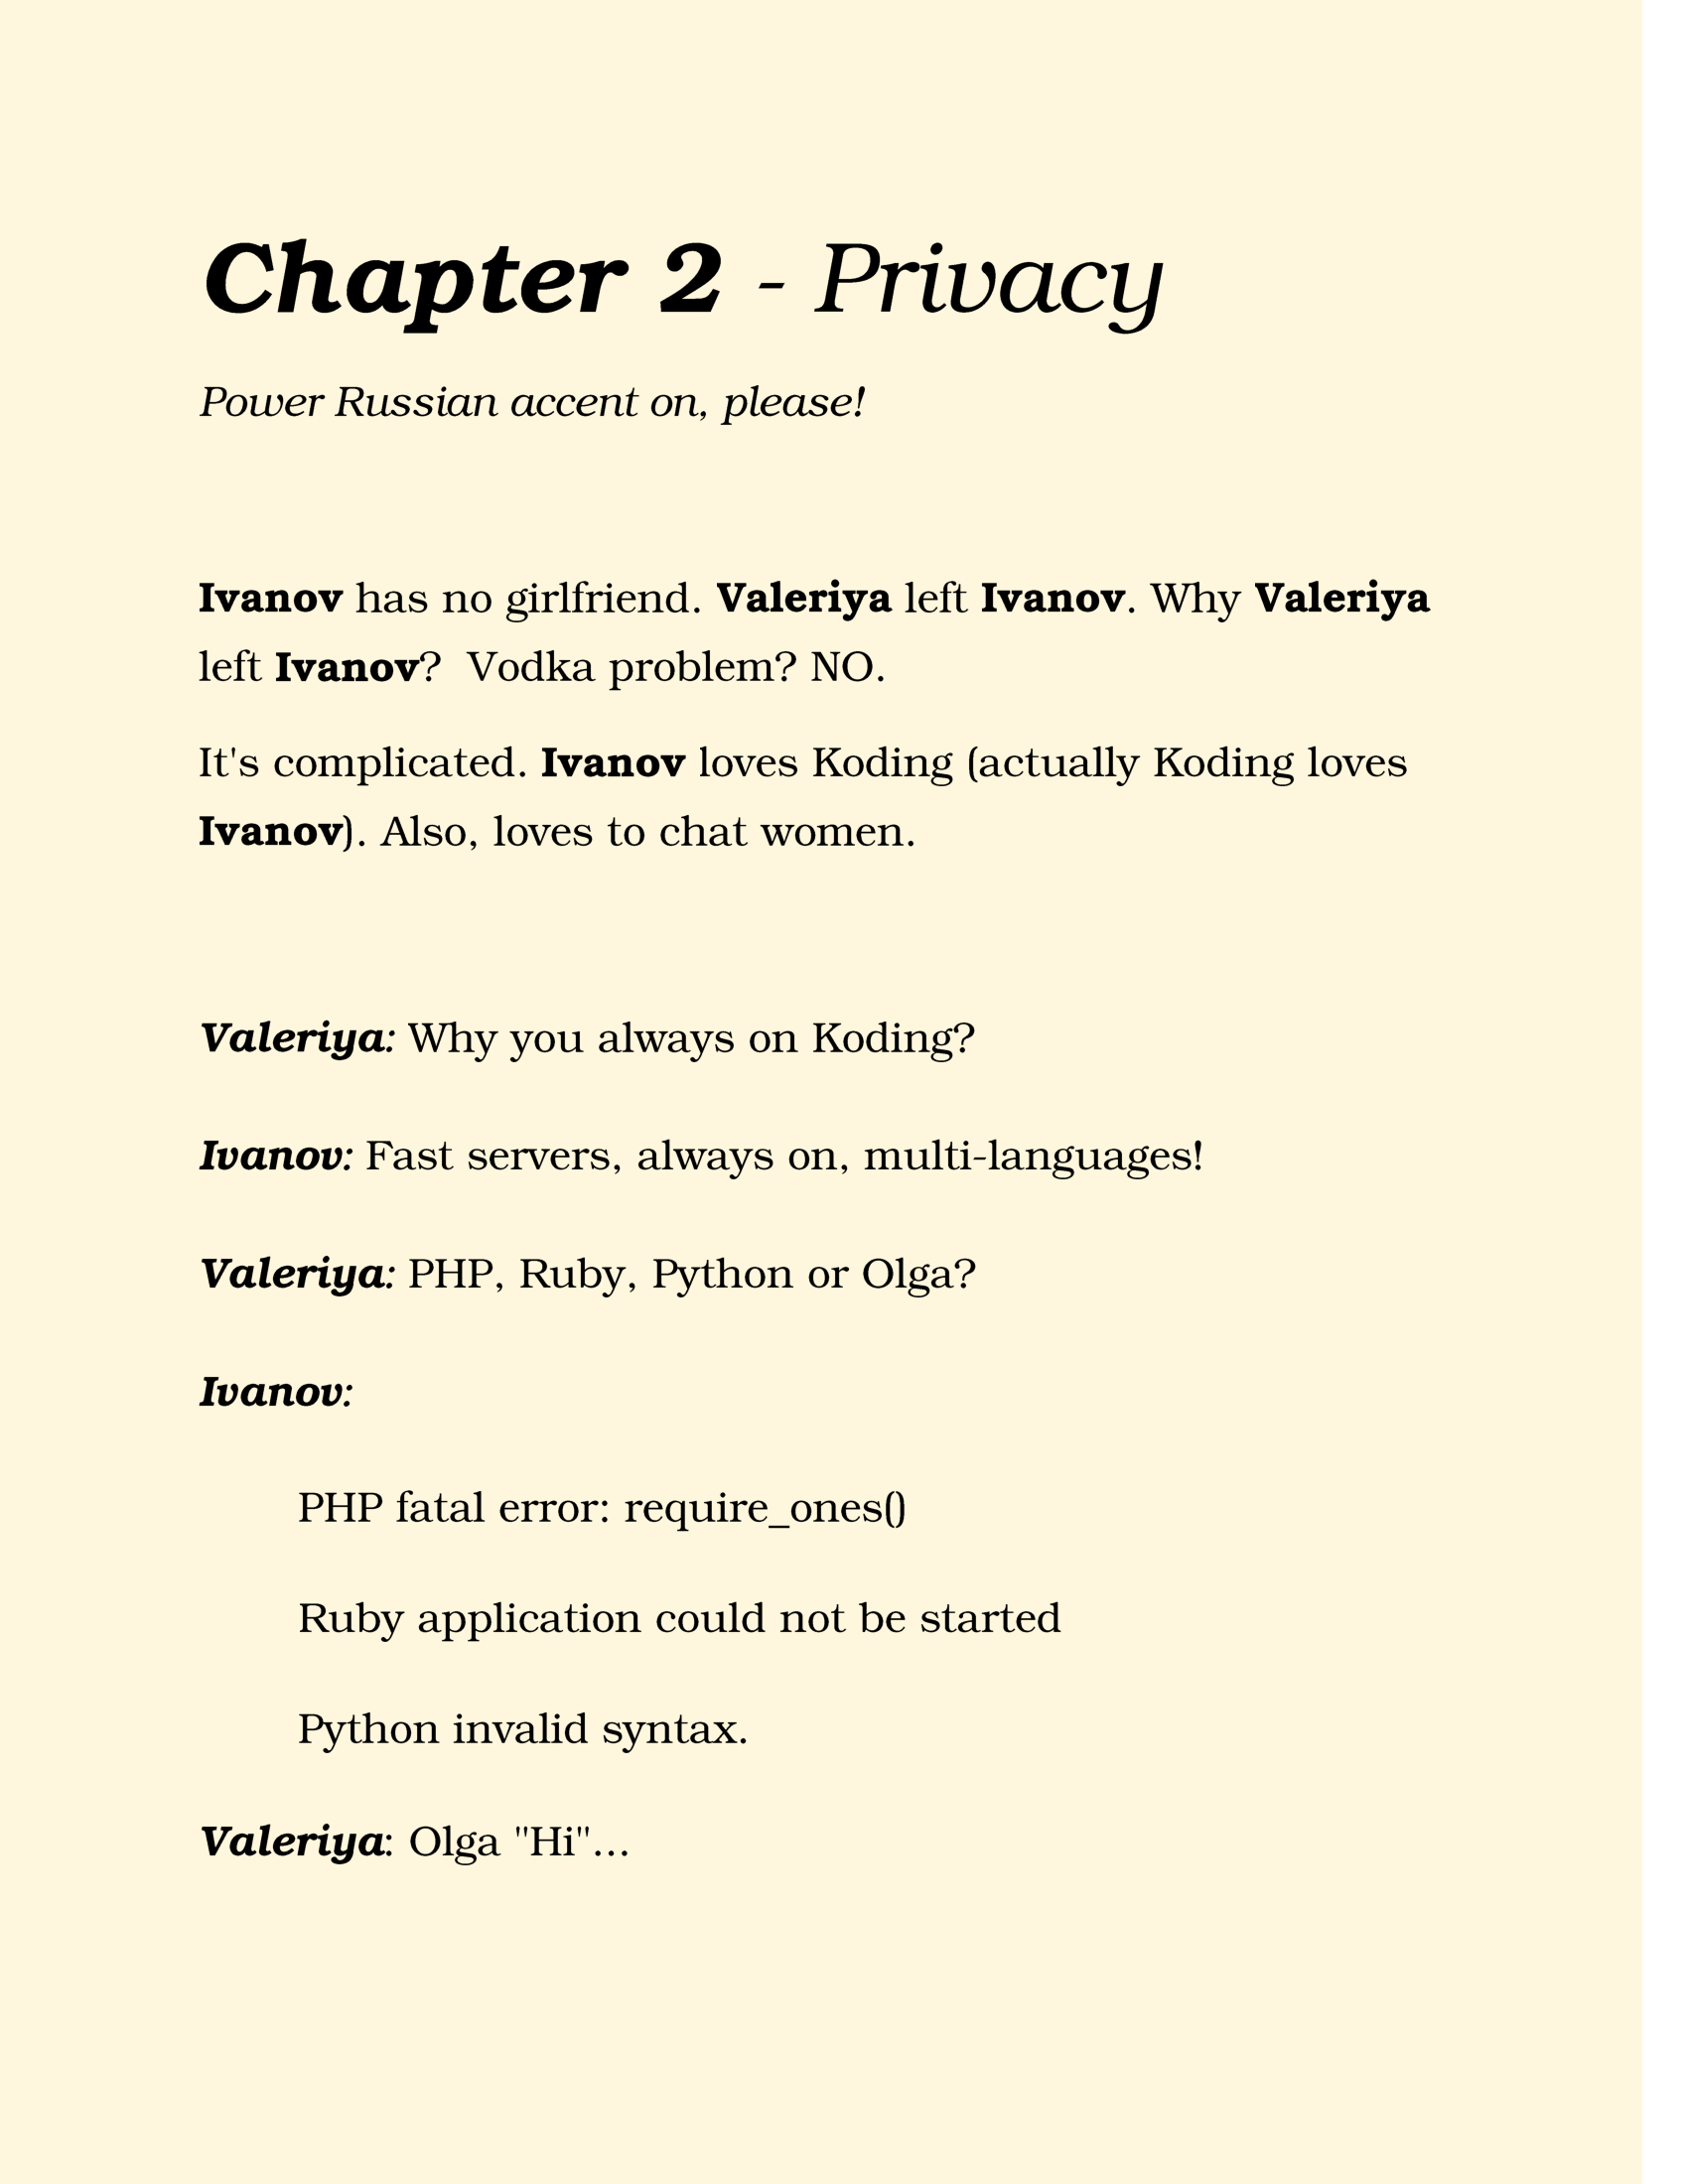 Chapter 2 - Privacy
Power Russian accent on, please!
Ivanov has no girlfriend. Valeriya left Ivanov. Why Valeriya
left Ivanov?  Vodka problem? NO.
It's complicated. Ivanov loves Koding (actually Koding loves
Ivanov). Also, loves to chat women.
Valeriya: Why you always on Koding?
Ivanov: Fast servers, always on, multi-languages!
Valeriya: PHP, Ruby, Python or Olga?
Ivanov:
PHP fatal error: require_ones()
Ruby application could not be started
Python invalid syntax.
Valeriya: Olga "Hi"...